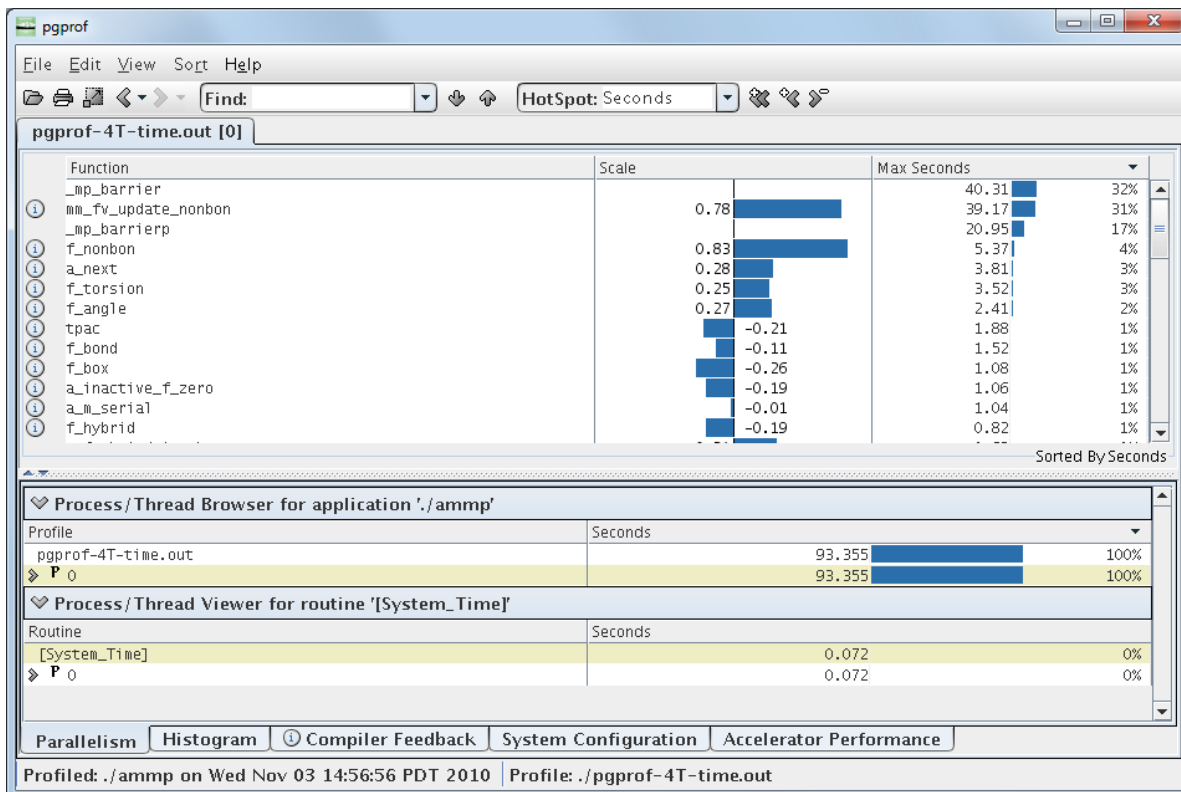 pgprof
File Edit View Sort Help
Find: HotSpot: Seconds
pgprof-4T-time.out [0]
Function Scale Max Seconds
_mp_barrier 40.31 32%
mm_fv_update_nonbon 0.78 39.17 31%
_mp_barrierp 20.95 17%
f_nonbon 0.83 5.37 4%
a_next 0.28 3.81 3%
f_torsion 0.25 3.52 3%
f_angle 0.27 2.41 2%
tpac -0.21 1.88 1%
f_bond -0.11 1.52 1%
f_box -0.26 1.08 1%
a_inactive_f_zero -0.19 1.06 1%
a_m_serial -0.01 1.04 1%
f_hybrid -0.19 0.82 1%
Sorted By Seconds
Process/Thread Browser for application './ammp'
Profile Seconds
pgprof-4T-time.out 93.355 100%
P 0 93.355 100%
Process/Thread Viewer for routine '[System_Time]'
Routine Seconds
[System_Time] 0.072 0%
P 0 0.072 0%
Parallelism Histogram Compiler Feedback System Configuration Accelerator Performance
Profiled: ./ammp on Wed Nov 03 14:56:56 PDT 2010 Profile: ./pgprof-4T-time.out